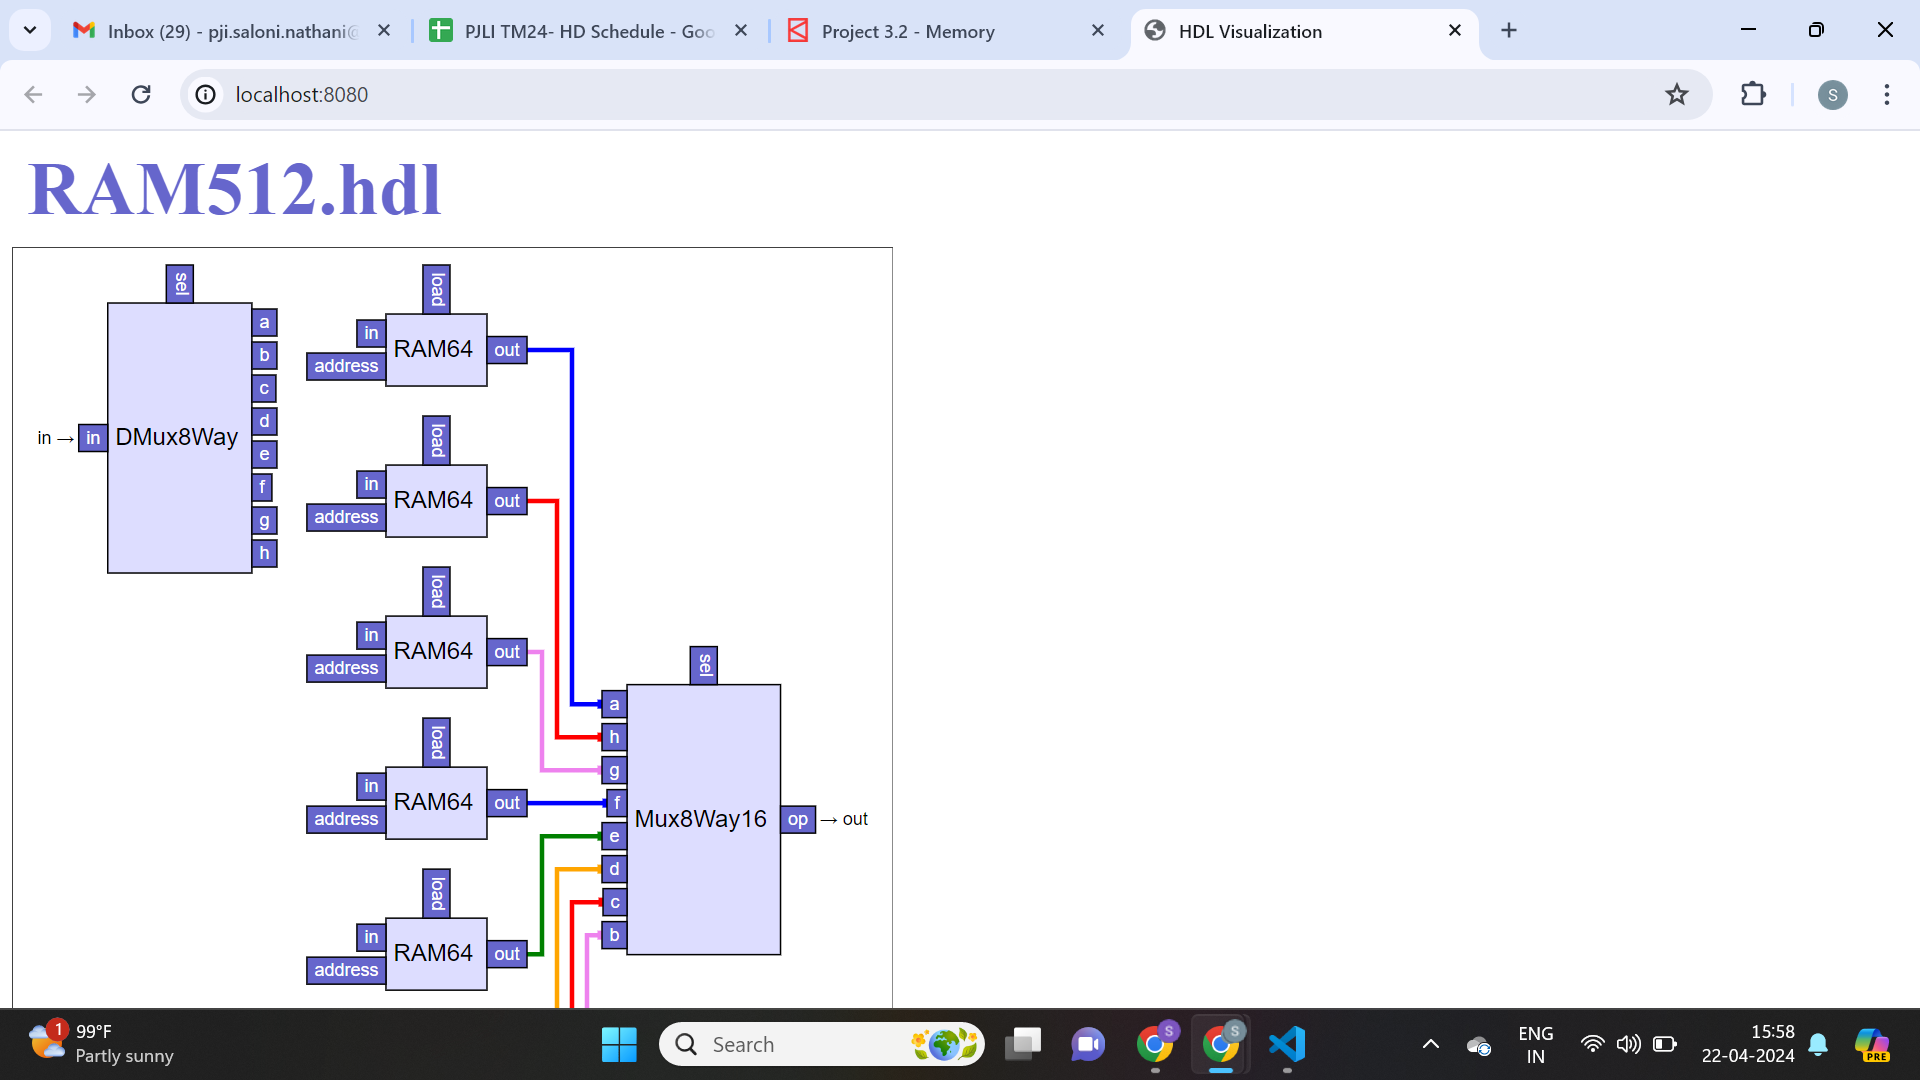 Inbox (29) - pji.saloni.nathani@
PJLI TM24- HD Schedule - Goo
Project 3.2 - Memory
HDL Visualization
localhost:8080
S
RAM512.hdl
sel
a
b
c
d
e
f
g
h
in → in
DMux8Way
load
in
address
RAM64
out
load
in
address
RAM64
out
load
in
address
RAM64
out
load
in
address
RAM64
out
load
in
address
RAM64
out
sel
a
h
g
f
e
d
c
b
Mux8Way16
op → out
1
99°F
Partly sunny
Search
S
S
ENG
IN
15:58
22-04-2024
PRE